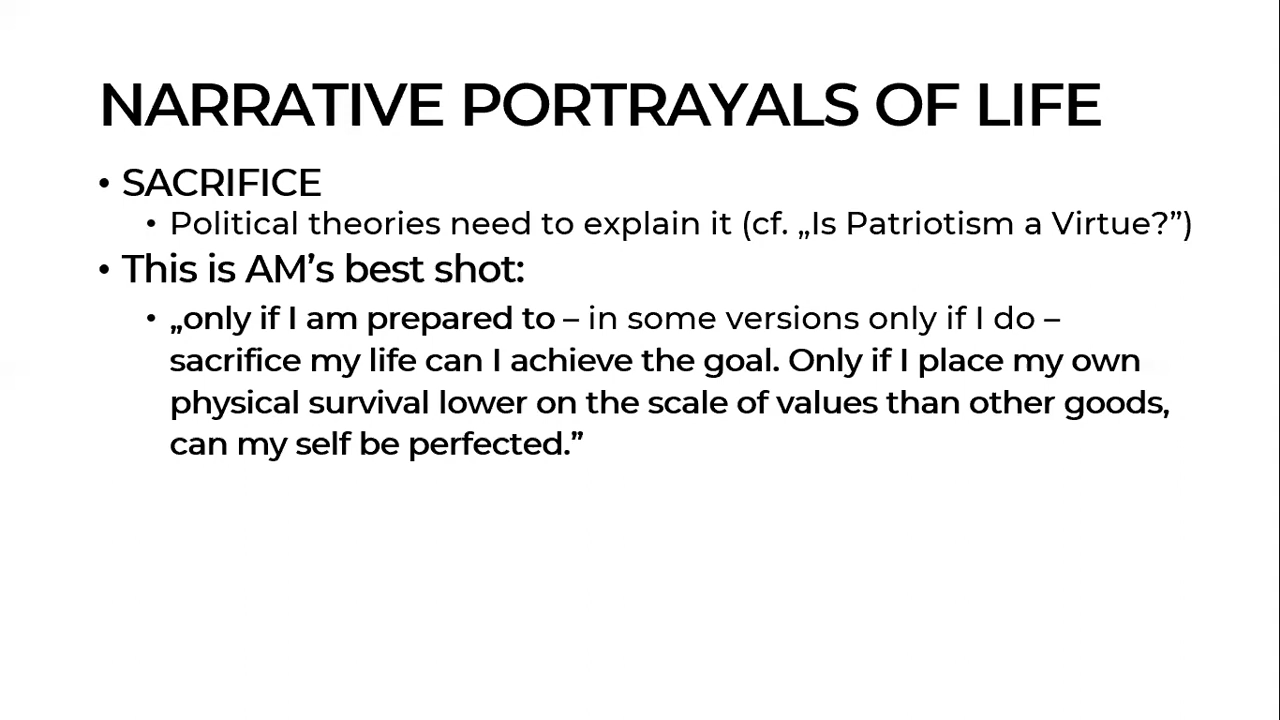 NARRATIVE PORTRAYALS OF LIFE
• SACRIFICE
• Political theories need to explain it (cf. „Is Patriotism a Virtue?”)
• This is AM’s best shot:
• „only if I am prepared to – in some versions only if I do –
sacrifice my life can I achieve the goal. Only if I place my own
physical survival lower on the scale of values than other goods,
can my self be perfected.”